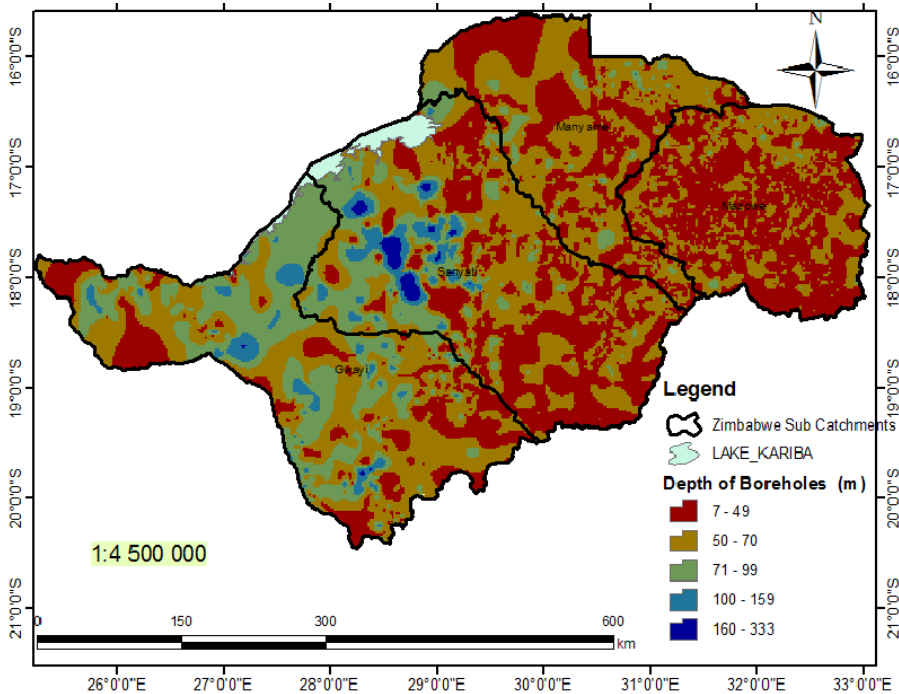 N
16°0'0"S
17°0'0"S
18°0'0"S
19°0'0"S
20°0'0"S
21°0'0"S
Manyame
Mazowe
Sanyati
Gwayi
Legend
Zimbabwe Sub Catchments
LAKE_KARIBA
Depth of Boreholes (m)
7 - 49
50 - 70
71 - 99
100 - 159
160 - 333
1:4 500 000
0 150 300 600
km
26°0'0"E 27°0'0"E 28°0'0"E 29°0'0"E 30°0'0"E 31°0'0"E 32°0'0"E 33°0'0"E